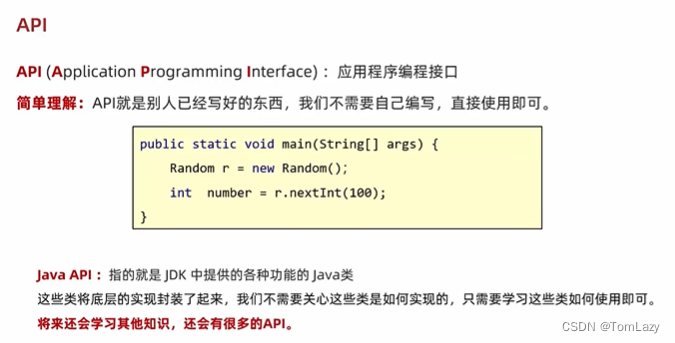 API
API (Application Programming Interface) ：应用程序编程接口
简单理解：API就是别人已经写好的东西，我们不需要自己编写，直接使用即可。
public static void main(String[] args) {
    Random r = new Random();
    int  number = r.nextInt(100);
}
Java API ：指的就是 JDK 中提供的各种功能的 Java类
这些类将底层的实现封装了起来，我们不需要关心这些类是如何实现的，只需要学习这些类如何使用即可。
将来还会学习其他知识，还会有很多的API。
CSDN @TomLazy